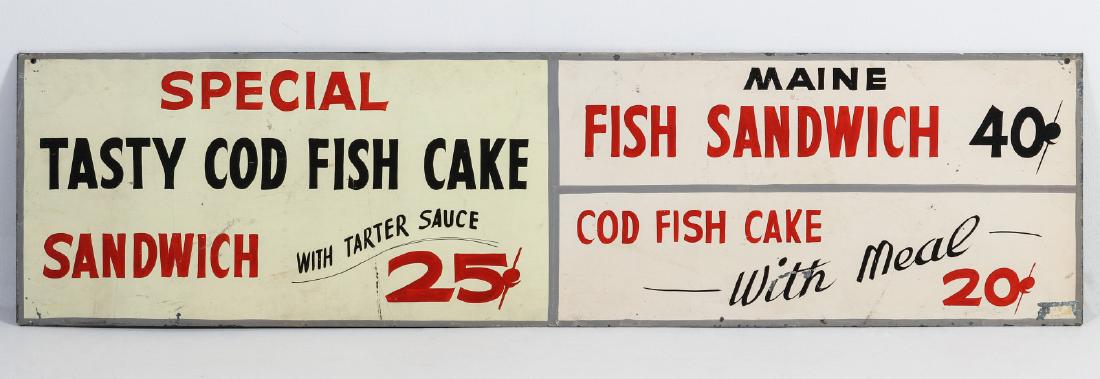 SPECIAL
TASTY COD FISH CAKE
SANDWICH WITH TARTER SAUCE 25¢
MAINE
FISH SANDWICH 40¢
COD FISH CAKE
With Meal
20¢